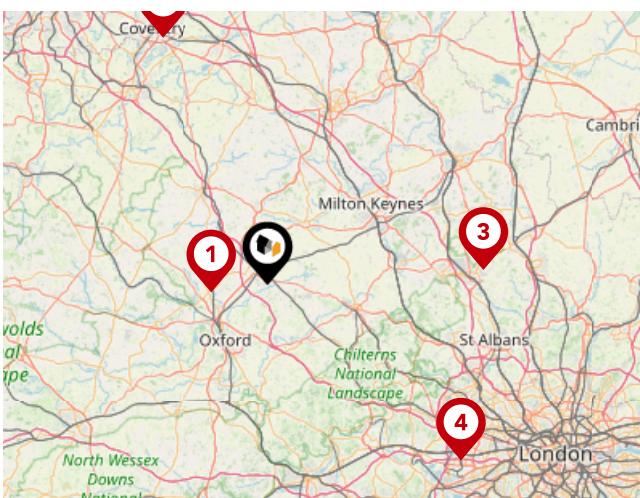 Coventry
Cambri
Milton Keynes
3
1
Oxford
St Albans
wolds
al
ape
Chilterns
National
Landscape
4
London
North Wessex
Downs
National